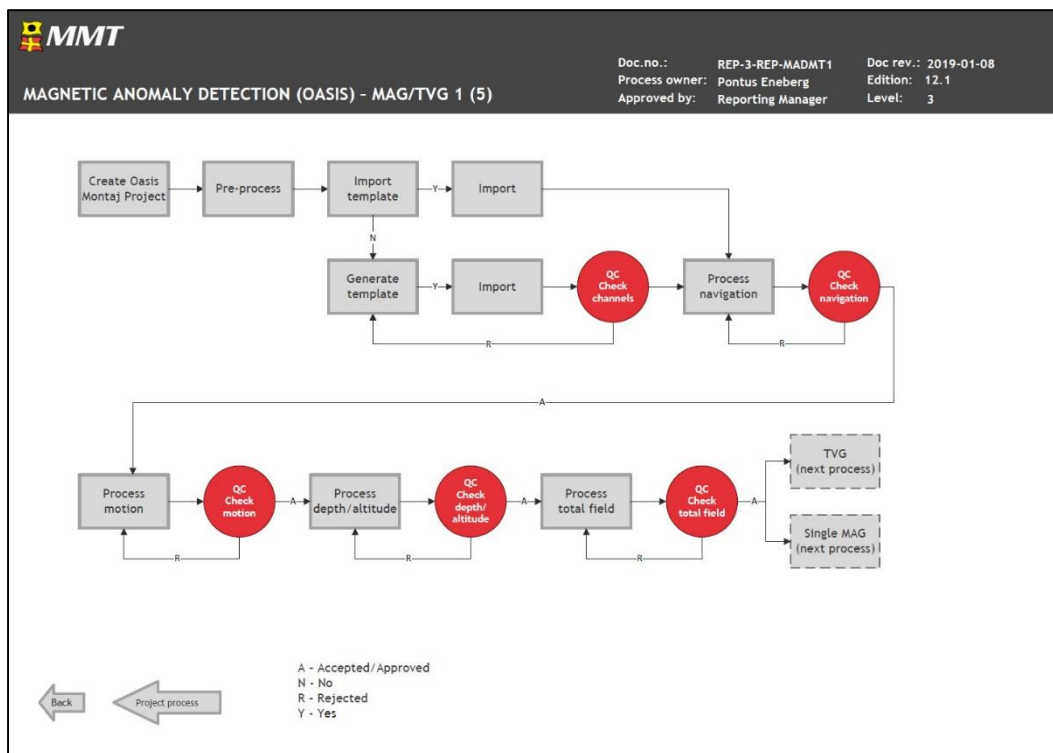 MMT
Doc.no.: REP-3-REP-MADMT1 Doc rev.: 2019-01-08
Process owner: Pontus Eneberg Edition: 12.1
Approved by: Reporting Manager Level: 3
MAGNETIC ANOMALY DETECTION (OASIS) – MAG/TVG 1 (5)
Create Oasis
Montaj Project
Pre-process
Import
template
Y
Import
N
Generate
template
Y
Import
QC
Check
channels
Process
navigation
QC
Check
navigation
R
R
A
Process
motion
QC
Check
motion
A
Process
depth/altitude
QC
Check
depth/
altitude
A
Process
total field
QC
Check
total field
A
TVG
(next process)
Single MAG
(next process)
R
R
R
A - Accepted/Approved
N - No
R - Rejected
Y - Yes
Back
Project process